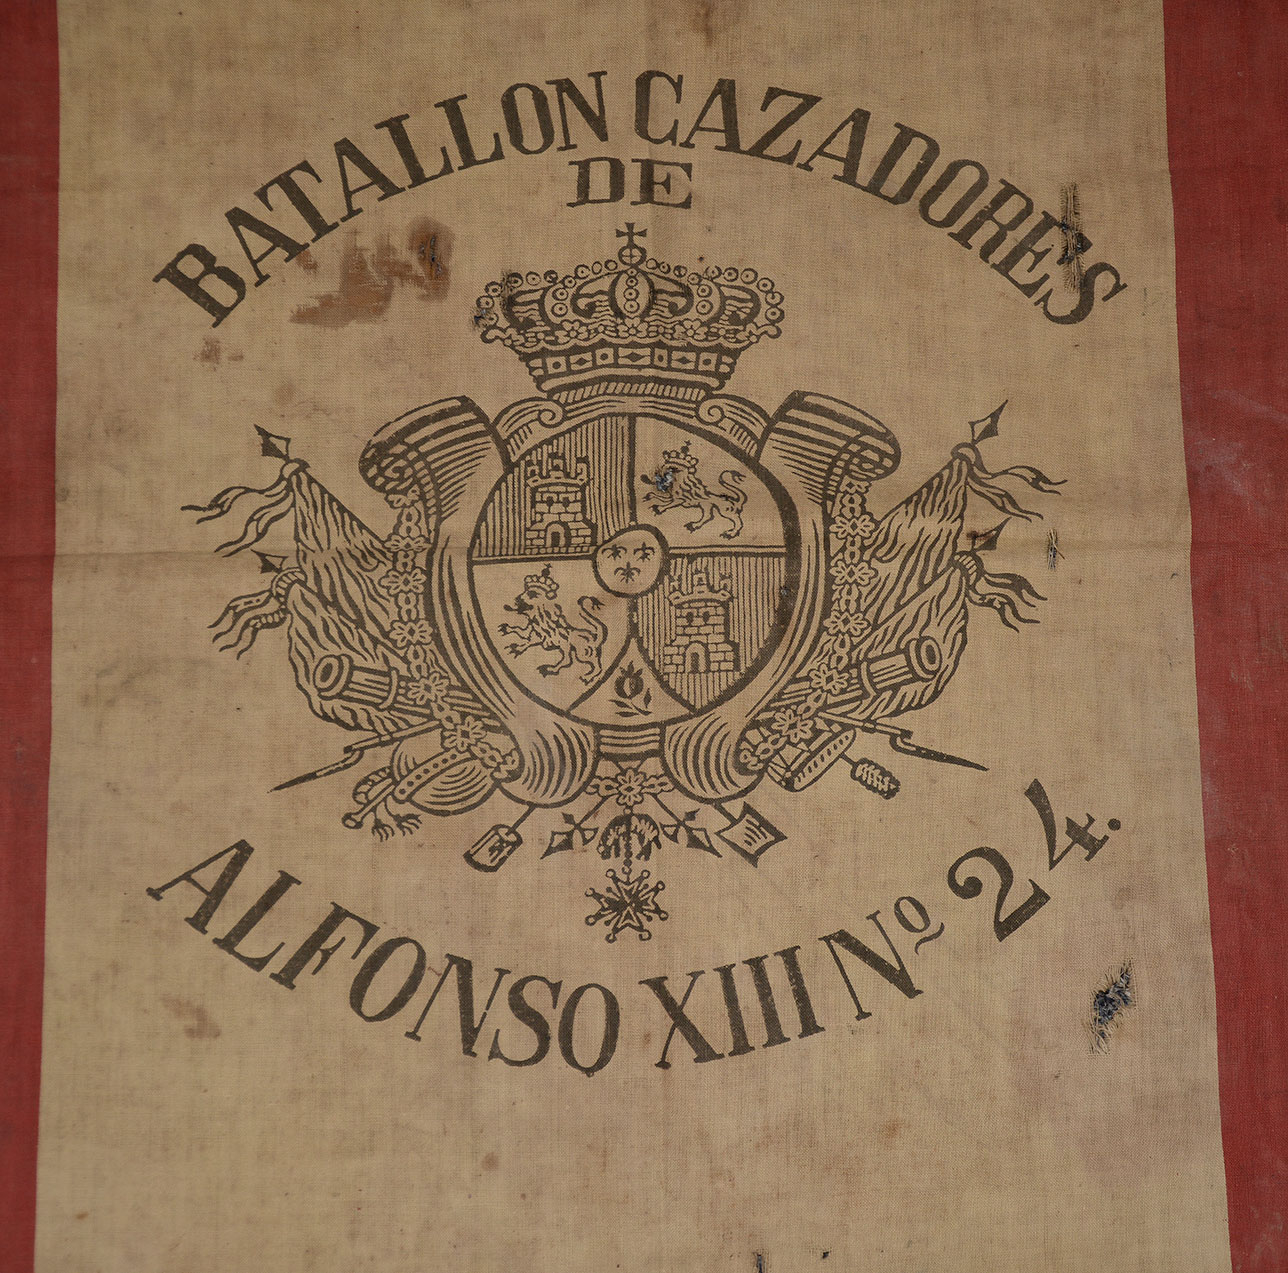 BATALLON CAZADORES
DE
ALFONSO XIII Nº 24.